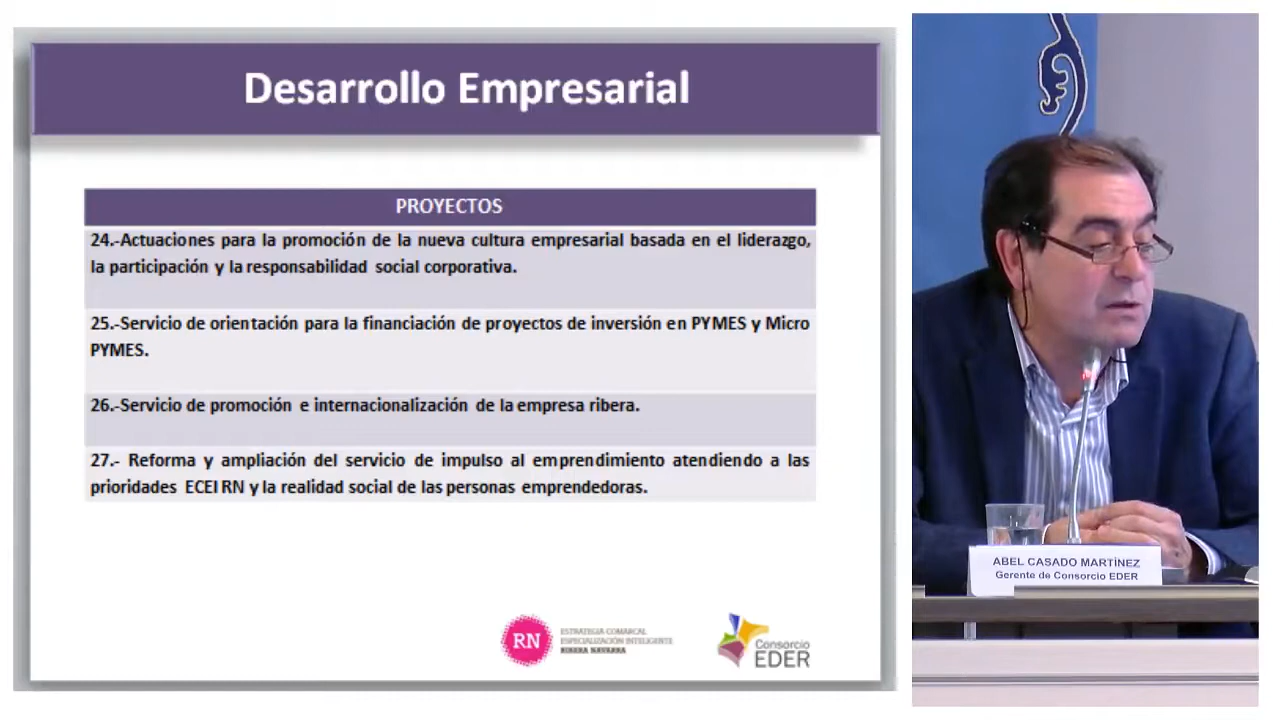 Desarrollo Empresarial
PROYECTOS
24.-Actuaciones para la promoción de la nueva cultura empresarial basada en el liderazgo,
la participación y la responsabilidad social corporativa.
25.-Servicio de orientación para la financiación de proyectos de inversión en PYMES y Micro
PYMES.
26.-Servicio de promoción e internacionalización de la empresa ribera.
27.- Reforma y ampliación del servicio de impulso al emprendimiento atendiendo a las
prioridades ECEI RN y la realidad social de las personas emprendedoras.
RN
ESTRATEGIA COMARCAL
ESPECIALIZACIÓN INTELIGENTE
RIBERA NAVARRA
Consorcio
EDER
ABEL CASADO MARTÍNEZ
Gerente de Consorcio EDER